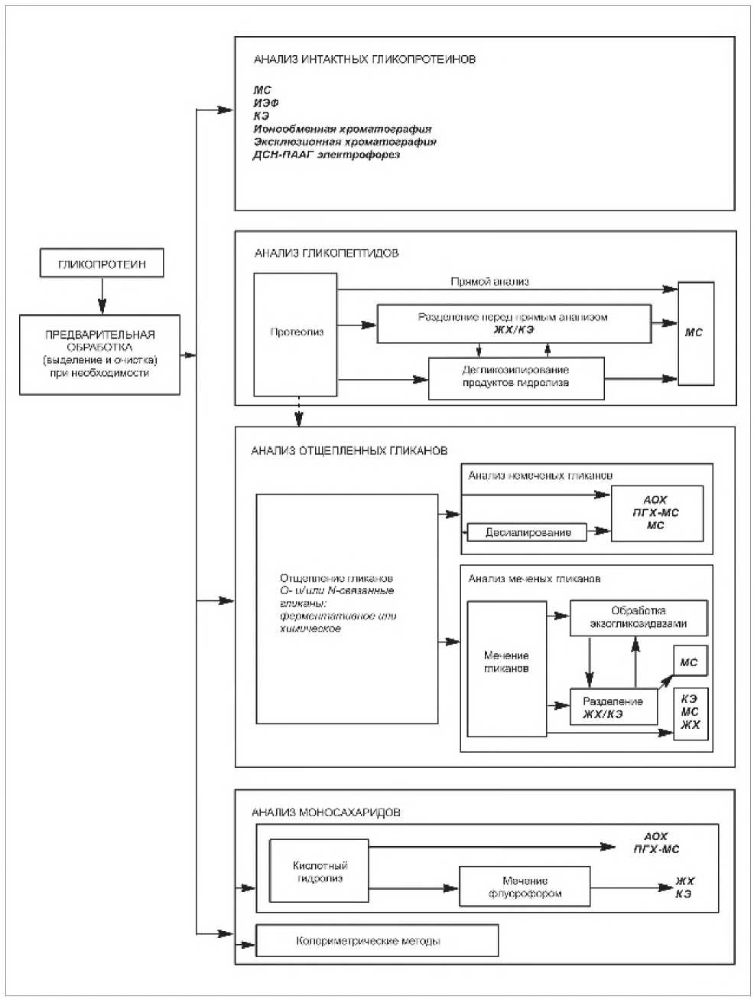 АНАЛИЗ ИНТАКТНЫХ ГЛИКОПРОТЕИНОВ
МС
ИЭФ
КЭ
Ионообменная хроматография
Эксклюзионная хроматография
ДСН-ПААГ электрофорез
ГЛИКОПРОТЕИН
ПРЕДВАРИТЕЛЬНАЯ
ОБРАБОТКА
(выделение и очистка)
при необходимости
АНАЛИЗ ГЛИКОПЕПТИДОВ
Протеолиз
Прямой анализ
Разделение перед прямым анализом
ЖХ/КЭ
Дегликозилирование
продуктов гидролиза
МС
АНАЛИЗ ОТЩЕПЛЕННЫХ ГЛИКАНОВ
Отщепление гликанов
О- и/или N-связанные
гликаны:
ферментативное или
химическое
Анализ немеченых гликанов
Десиалирование
АОХ
ПГХ-МС
МС
Анализ меченых гликанов
Мечение
гликанов
Обработка
экзогликозидазами
Разделение
ЖХ/КЭ
МС
КЭ
МС
ЖХ
АНАЛИЗ МОНОСАХАРИДОВ
Кислотный
гидролиз
АОХ
ПГХ-МС
Мечение
флуорофором
ЖХ
КЭ
Колориметрические методы